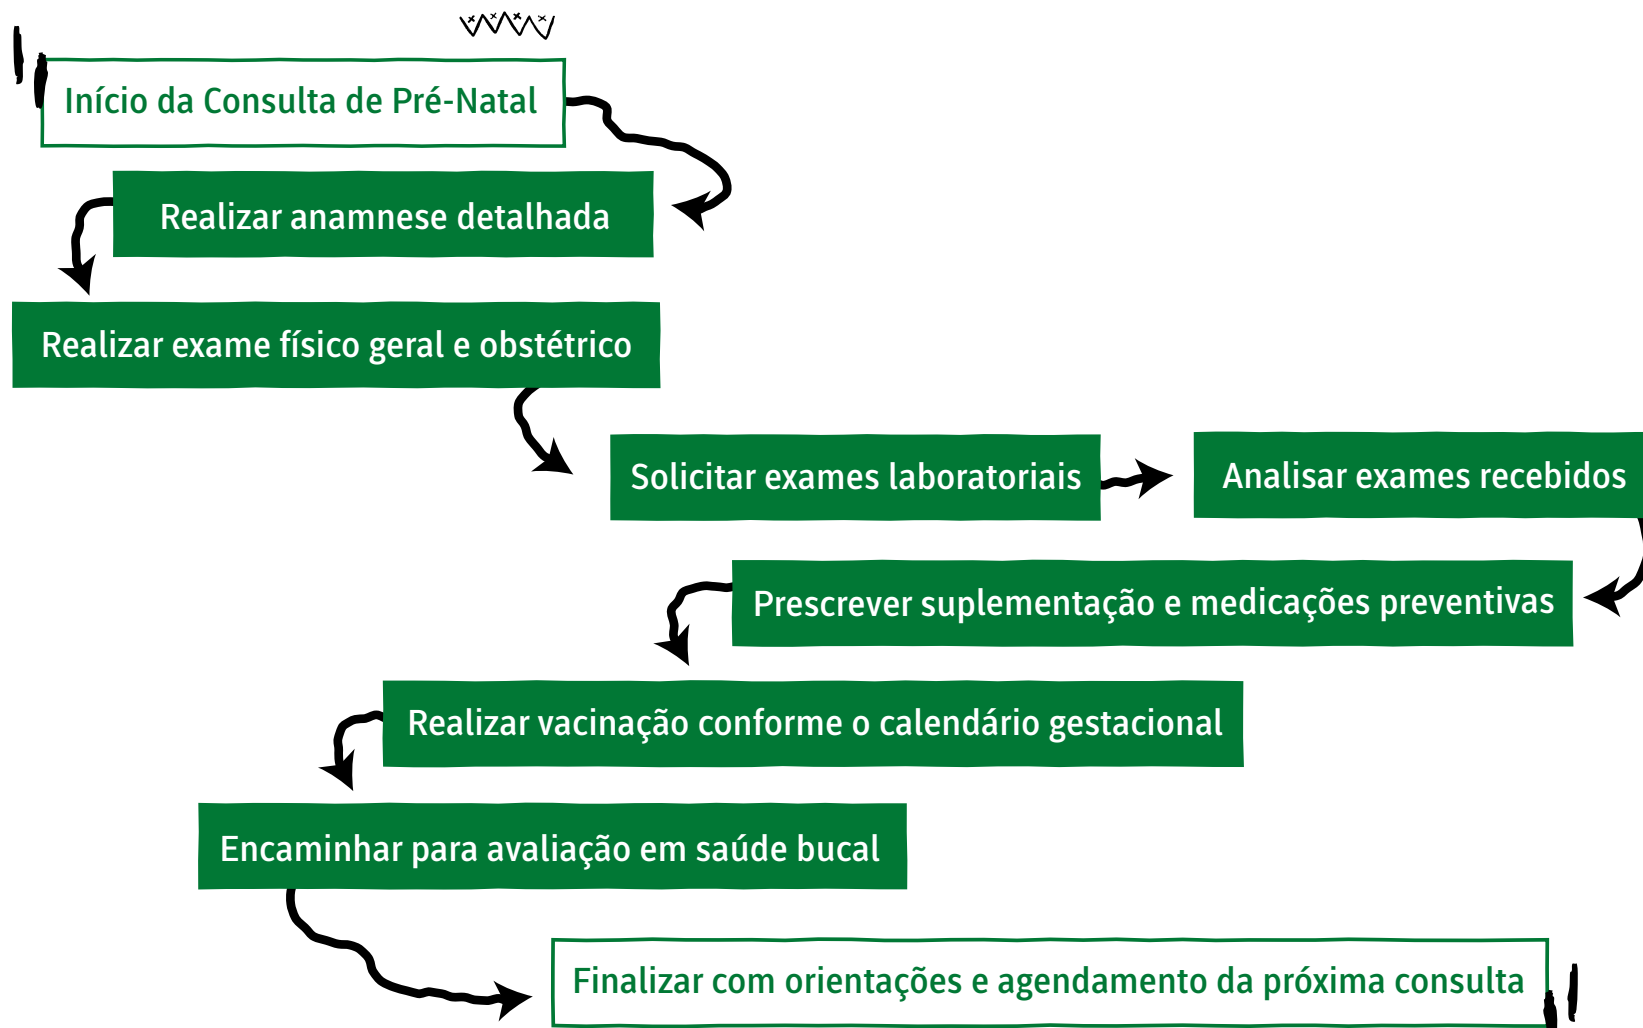 Início da Consulta de Pré-Natal
Realizar anamnese detalhada
Realizar exame físico geral e obstétrico
Solicitar exames laboratoriais
Analisar exames recebidos
Prescrever suplementação e medicações preventivas
Realizar vacinação conforme o calendário gestacional
Encaminhar para avaliação em saúde bucal
Finalizar com orientações e agendamento da próxima consulta